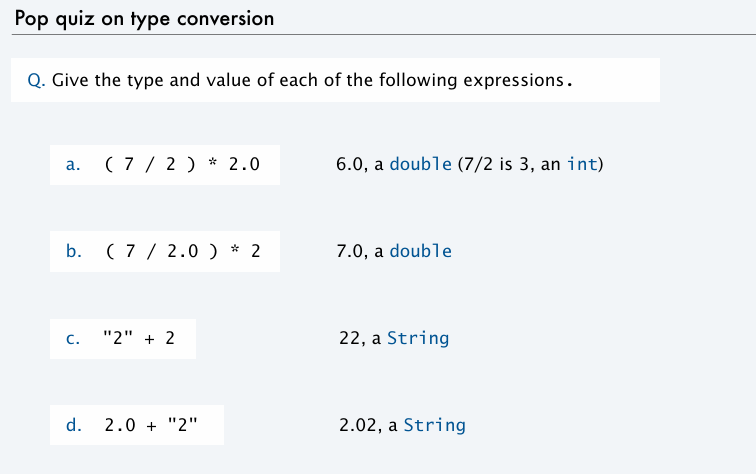 Pop quiz on type conversion
Q. Give the type and value of each of the following expressions.
a. ( 7 / 2 ) * 2.0 6.0, a double (7/2 is 3, an int)
b. ( 7 / 2.0 ) * 2 7.0, a double
c. "2" + 2 22, a String
d. 2.0 + "2" 2.02, a String